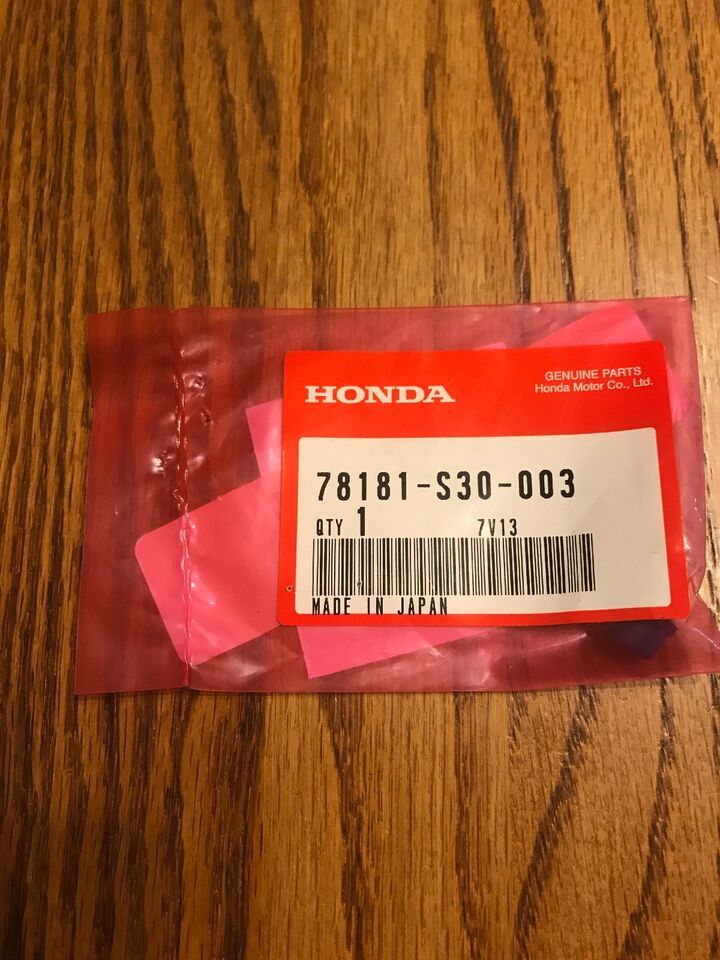 HONDA
GENUINE PARTS
Honda Motor Co., Ltd.
78181-S30-003
QTY 1 7V13
MADE IN JAPAN